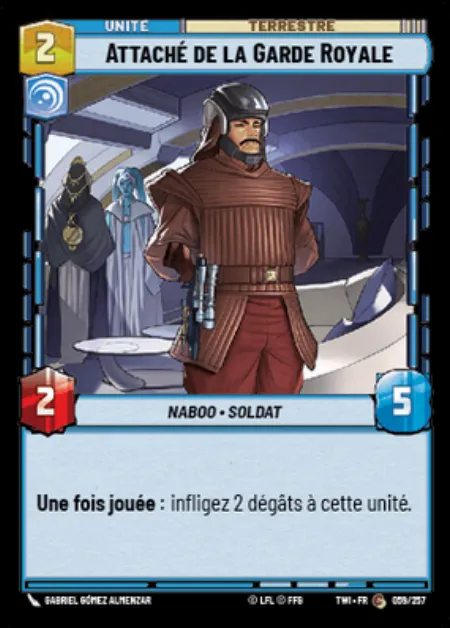 UNITÉ
TERRESTRE
2
ATTACHÉ DE LA GARDE ROYALE
2
5
NABOO • SOLDAT
Une fois jouée : infligez 2 dégâts à cette unité.
GABRIEL GÓMEZ ALMENZAR
© LFL © FFG
TWI • FR
C
059/257